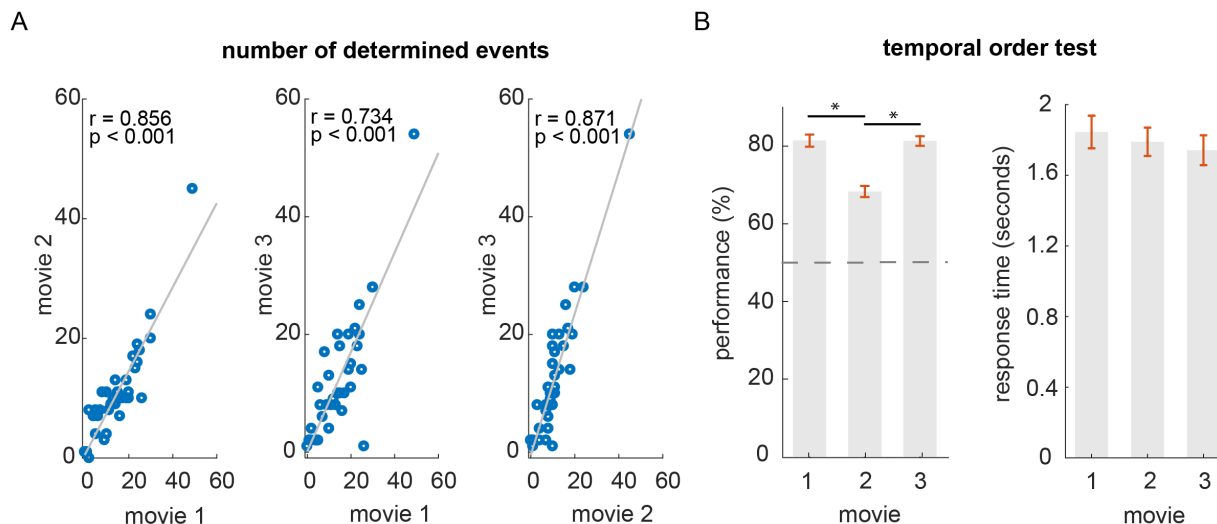 A
number of determined events
r = 0.856
p < 0.001
60
40
20
0
movie 2
0 20 40 60
movie 1
r = 0.734
p < 0.001
60
40
20
0
movie 3
0 20 40 60
movie 1
r = 0.871
p < 0.001
60
40
20
0
movie 3
0 20 40 60
movie 2
B
temporal order test
* *
80
60
40
20
0
performance (%)
1 2 3
movie
2
1.6
1.2
0.8
0.4
0
response time (seconds)
1 2 3
movie